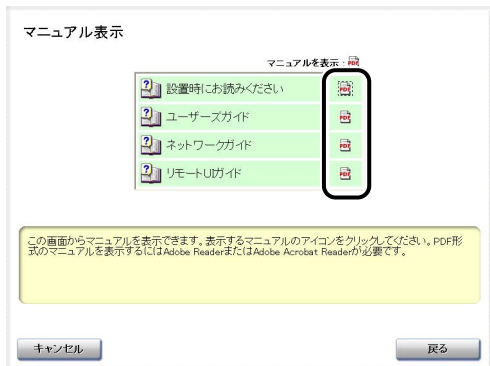 マニュアル表示
マニュアルを表示 : PDF
設置時にお読みください PDF
ユーザーズガイド PDF
ネットワークガイド PDF
リモートUIガイド PDF
この画面からマニュアルを表示できます。表示するマニュアルのアイコンをクリックしてください。PDF形
式のマニュアルを表示するにはAdobe ReaderまたはAdobe Acrobat Readerが必要です。
キャンセル
戻る